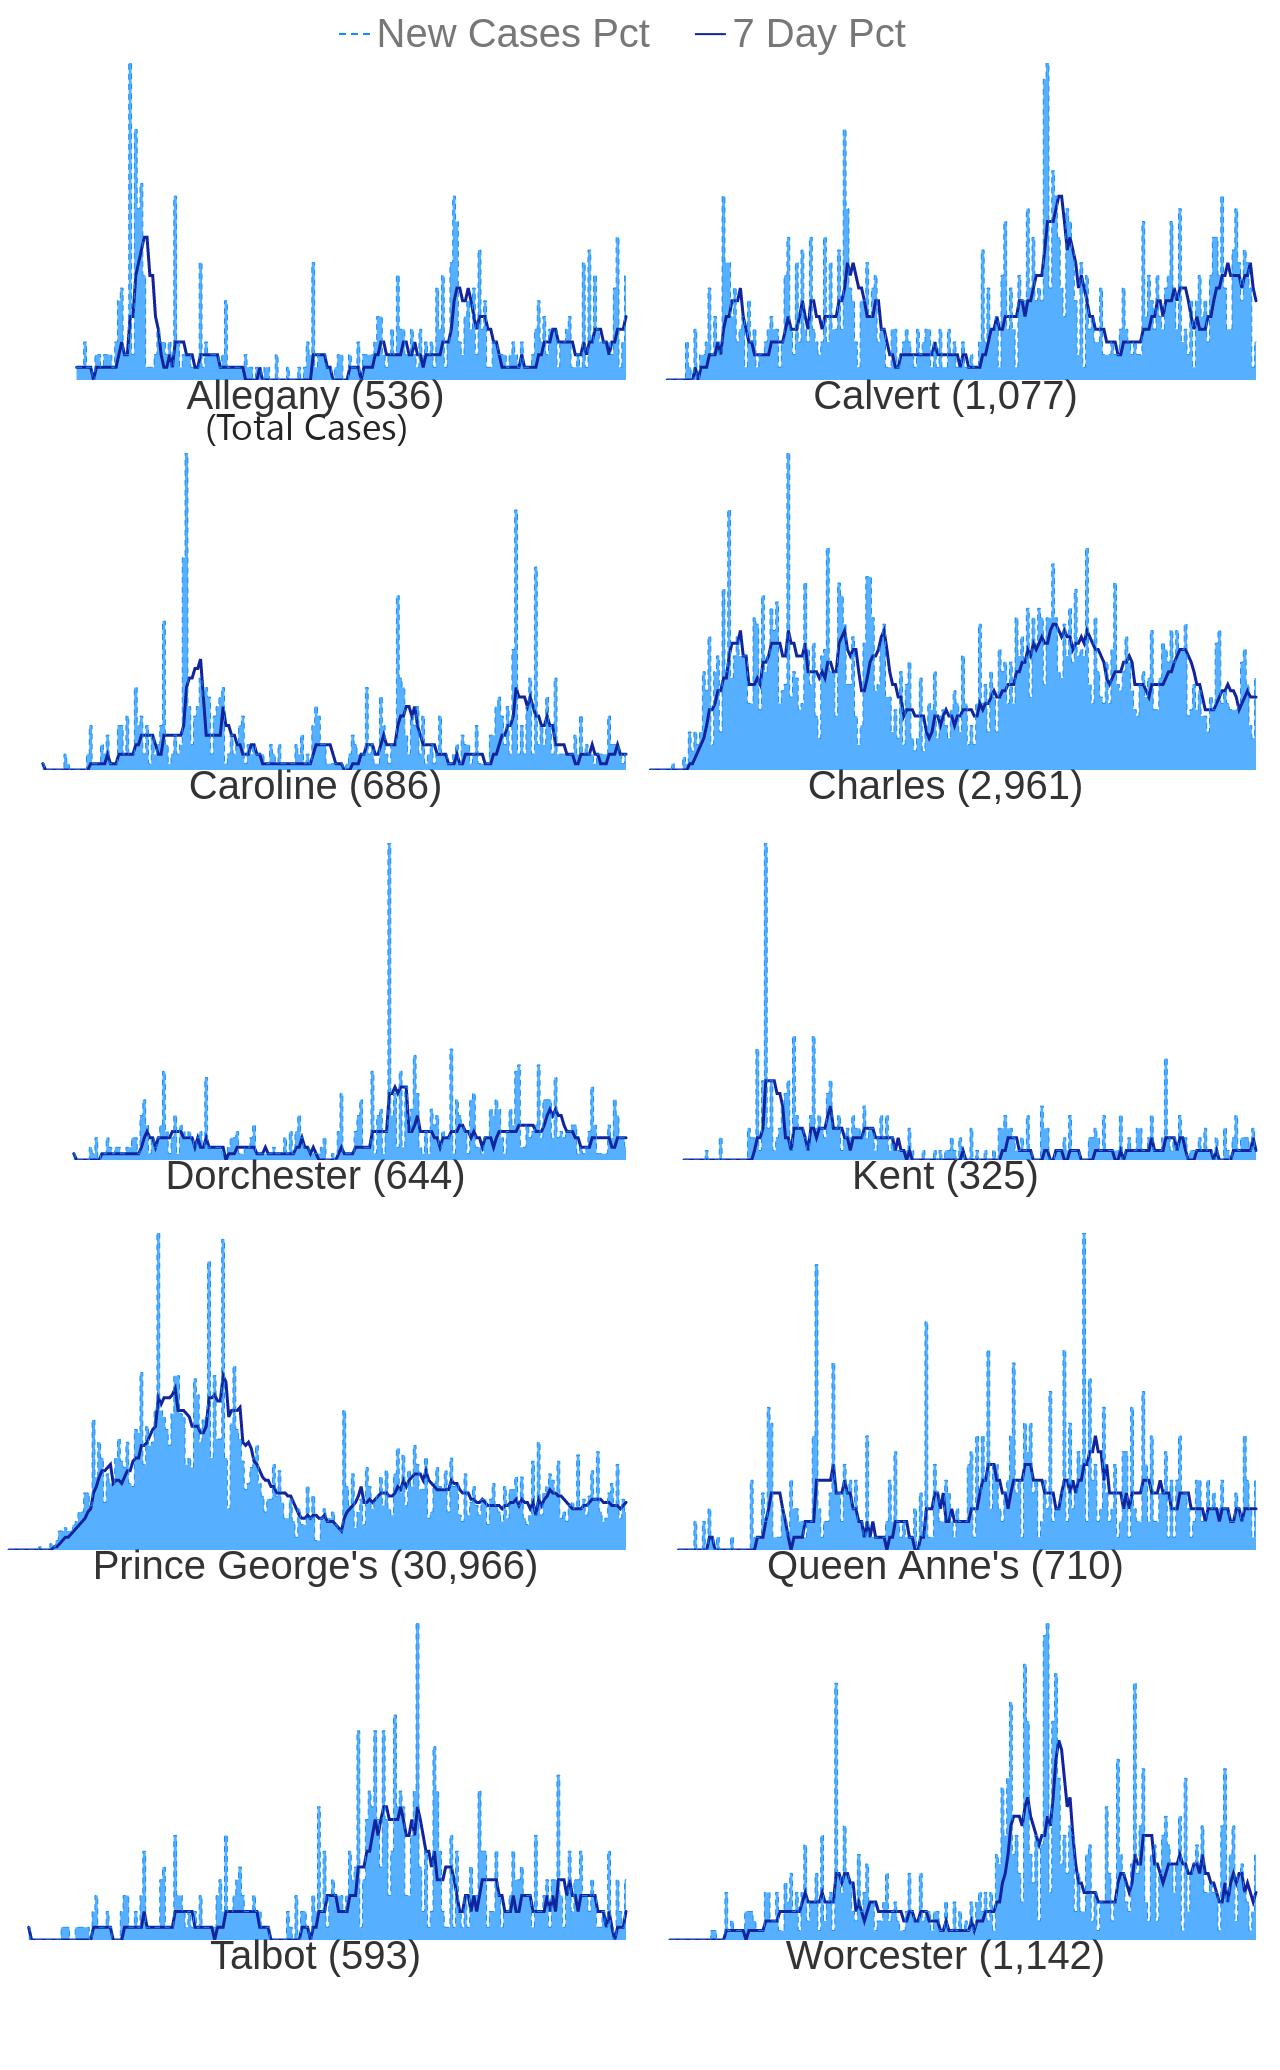 New Cases Pct 7 Day Pct
Allegany (536) Calvert (1,077)
(Total Cases)
Caroline (686) Charles (2,961)
Dorchester (644) Kent (325)
Prince George's (30,966) Queen Anne's (710)
Talbot (593) Worcester (1,142)